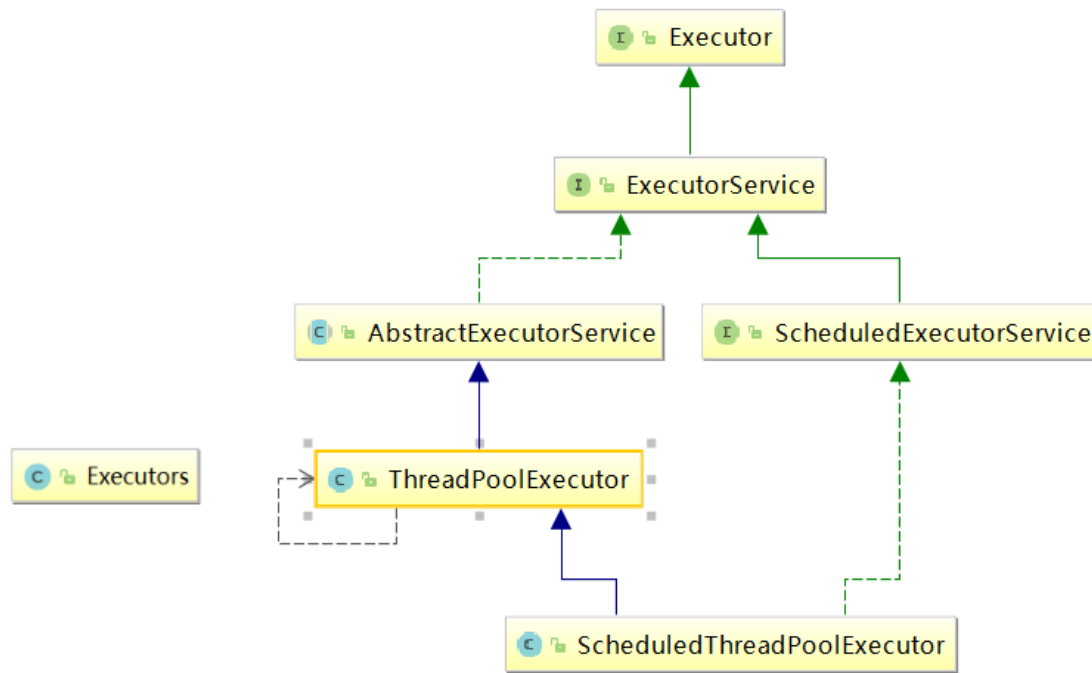 Executor
ExecutorService
AbstractExecutorService
ScheduledExecutorService
Executors
ThreadPoolExecutor
ScheduledThreadPoolExecutor